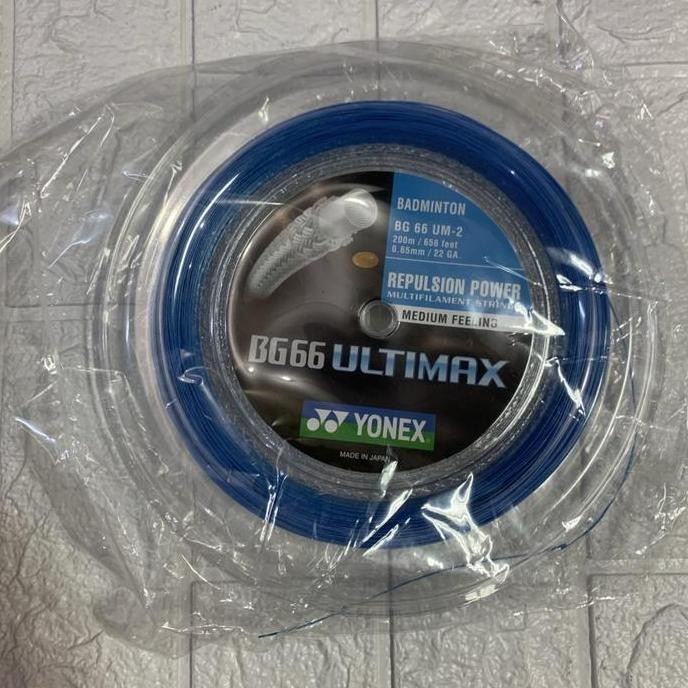 BADMINTON
BG 66 UM-2
200m / 656 feet
0.65mm / 22 GA.
REPULSION POWER
MULTIFILAMENT STRING
MEDIUM FEELING
BG66 ULTIMAX
YONEX
MADE IN JAPAN